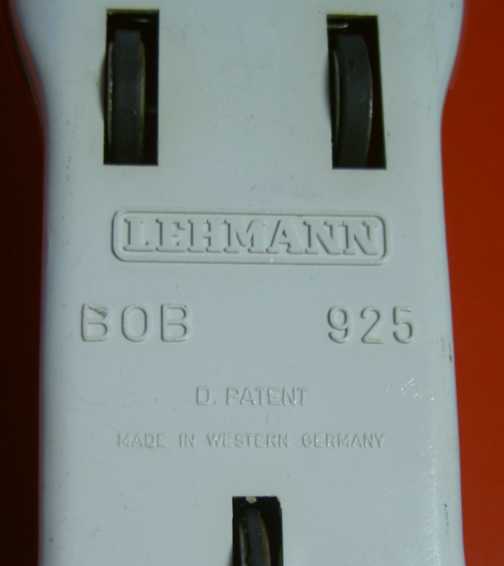 LEHMANN
BOB 925
D. PATENT
MADE IN WESTERN GERMANY